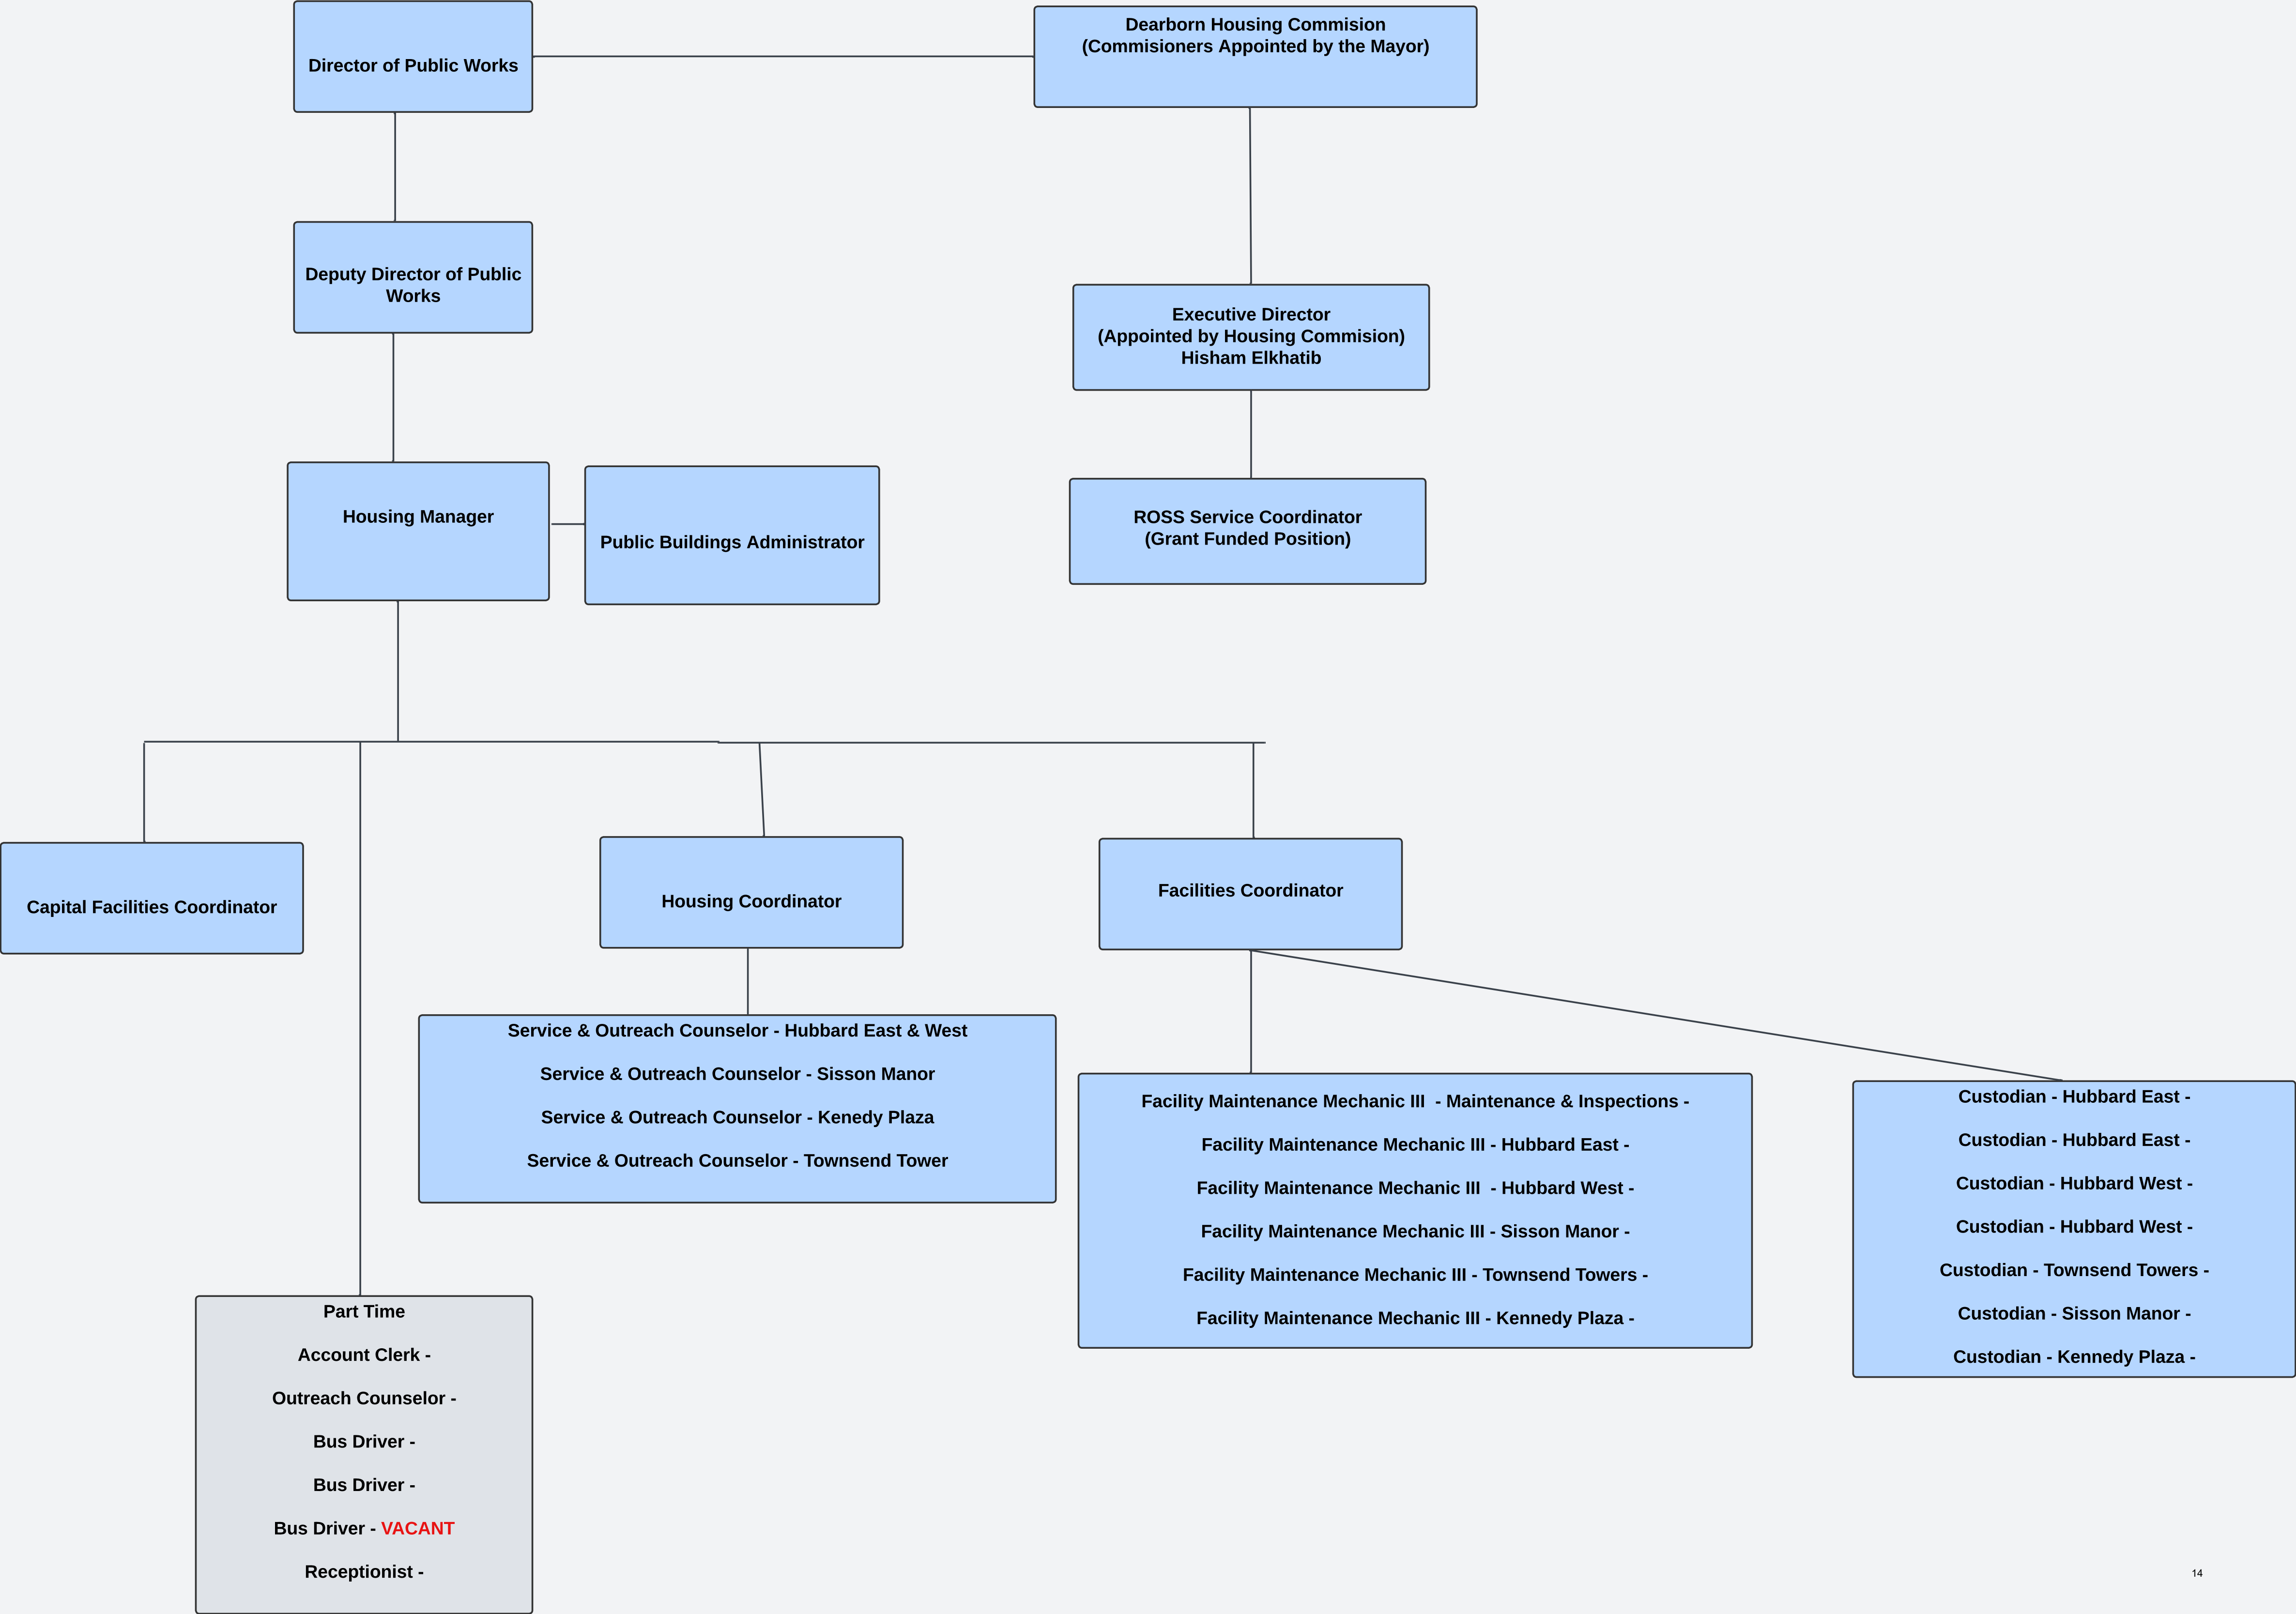 Director of Public Works
Dearborn Housing Commision
(Commisioners Appointed by the Mayor)
Deputy Director of Public
Works
Executive Director
(Appointed by Housing Commision)
Hisham Elkhatib
Housing Manager
Public Buildings Administrator
ROSS Service Coordinator
(Grant Funded Position)
Capital Facilities Coordinator
Housing Coordinator
Facilities Coordinator
Service & Outreach Counselor - Hubbard East & West
Service & Outreach Counselor - Sisson Manor
Service & Outreach Counselor - Kenedy Plaza
Service & Outreach Counselor - Townsend Tower
Facility Maintenance Mechanic III  - Maintenance & Inspections -
Facility Maintenance Mechanic III - Hubbard East -
Facility Maintenance Mechanic III  - Hubbard West -
Facility Maintenance Mechanic III - Sisson Manor -
Facility Maintenance Mechanic III - Townsend Towers -
Facility Maintenance Mechanic III - Kennedy Plaza -
Custodian - Hubbard East -
Custodian - Hubbard East -
Custodian - Hubbard West -
Custodian - Hubbard West -
Custodian - Townsend Towers -
Custodian - Sisson Manor -
Custodian - Kennedy Plaza -
Part Time
Account Clerk -
Outreach Counselor -
Bus Driver -
Bus Driver -
Bus Driver - VACANT
Receptionist -
14